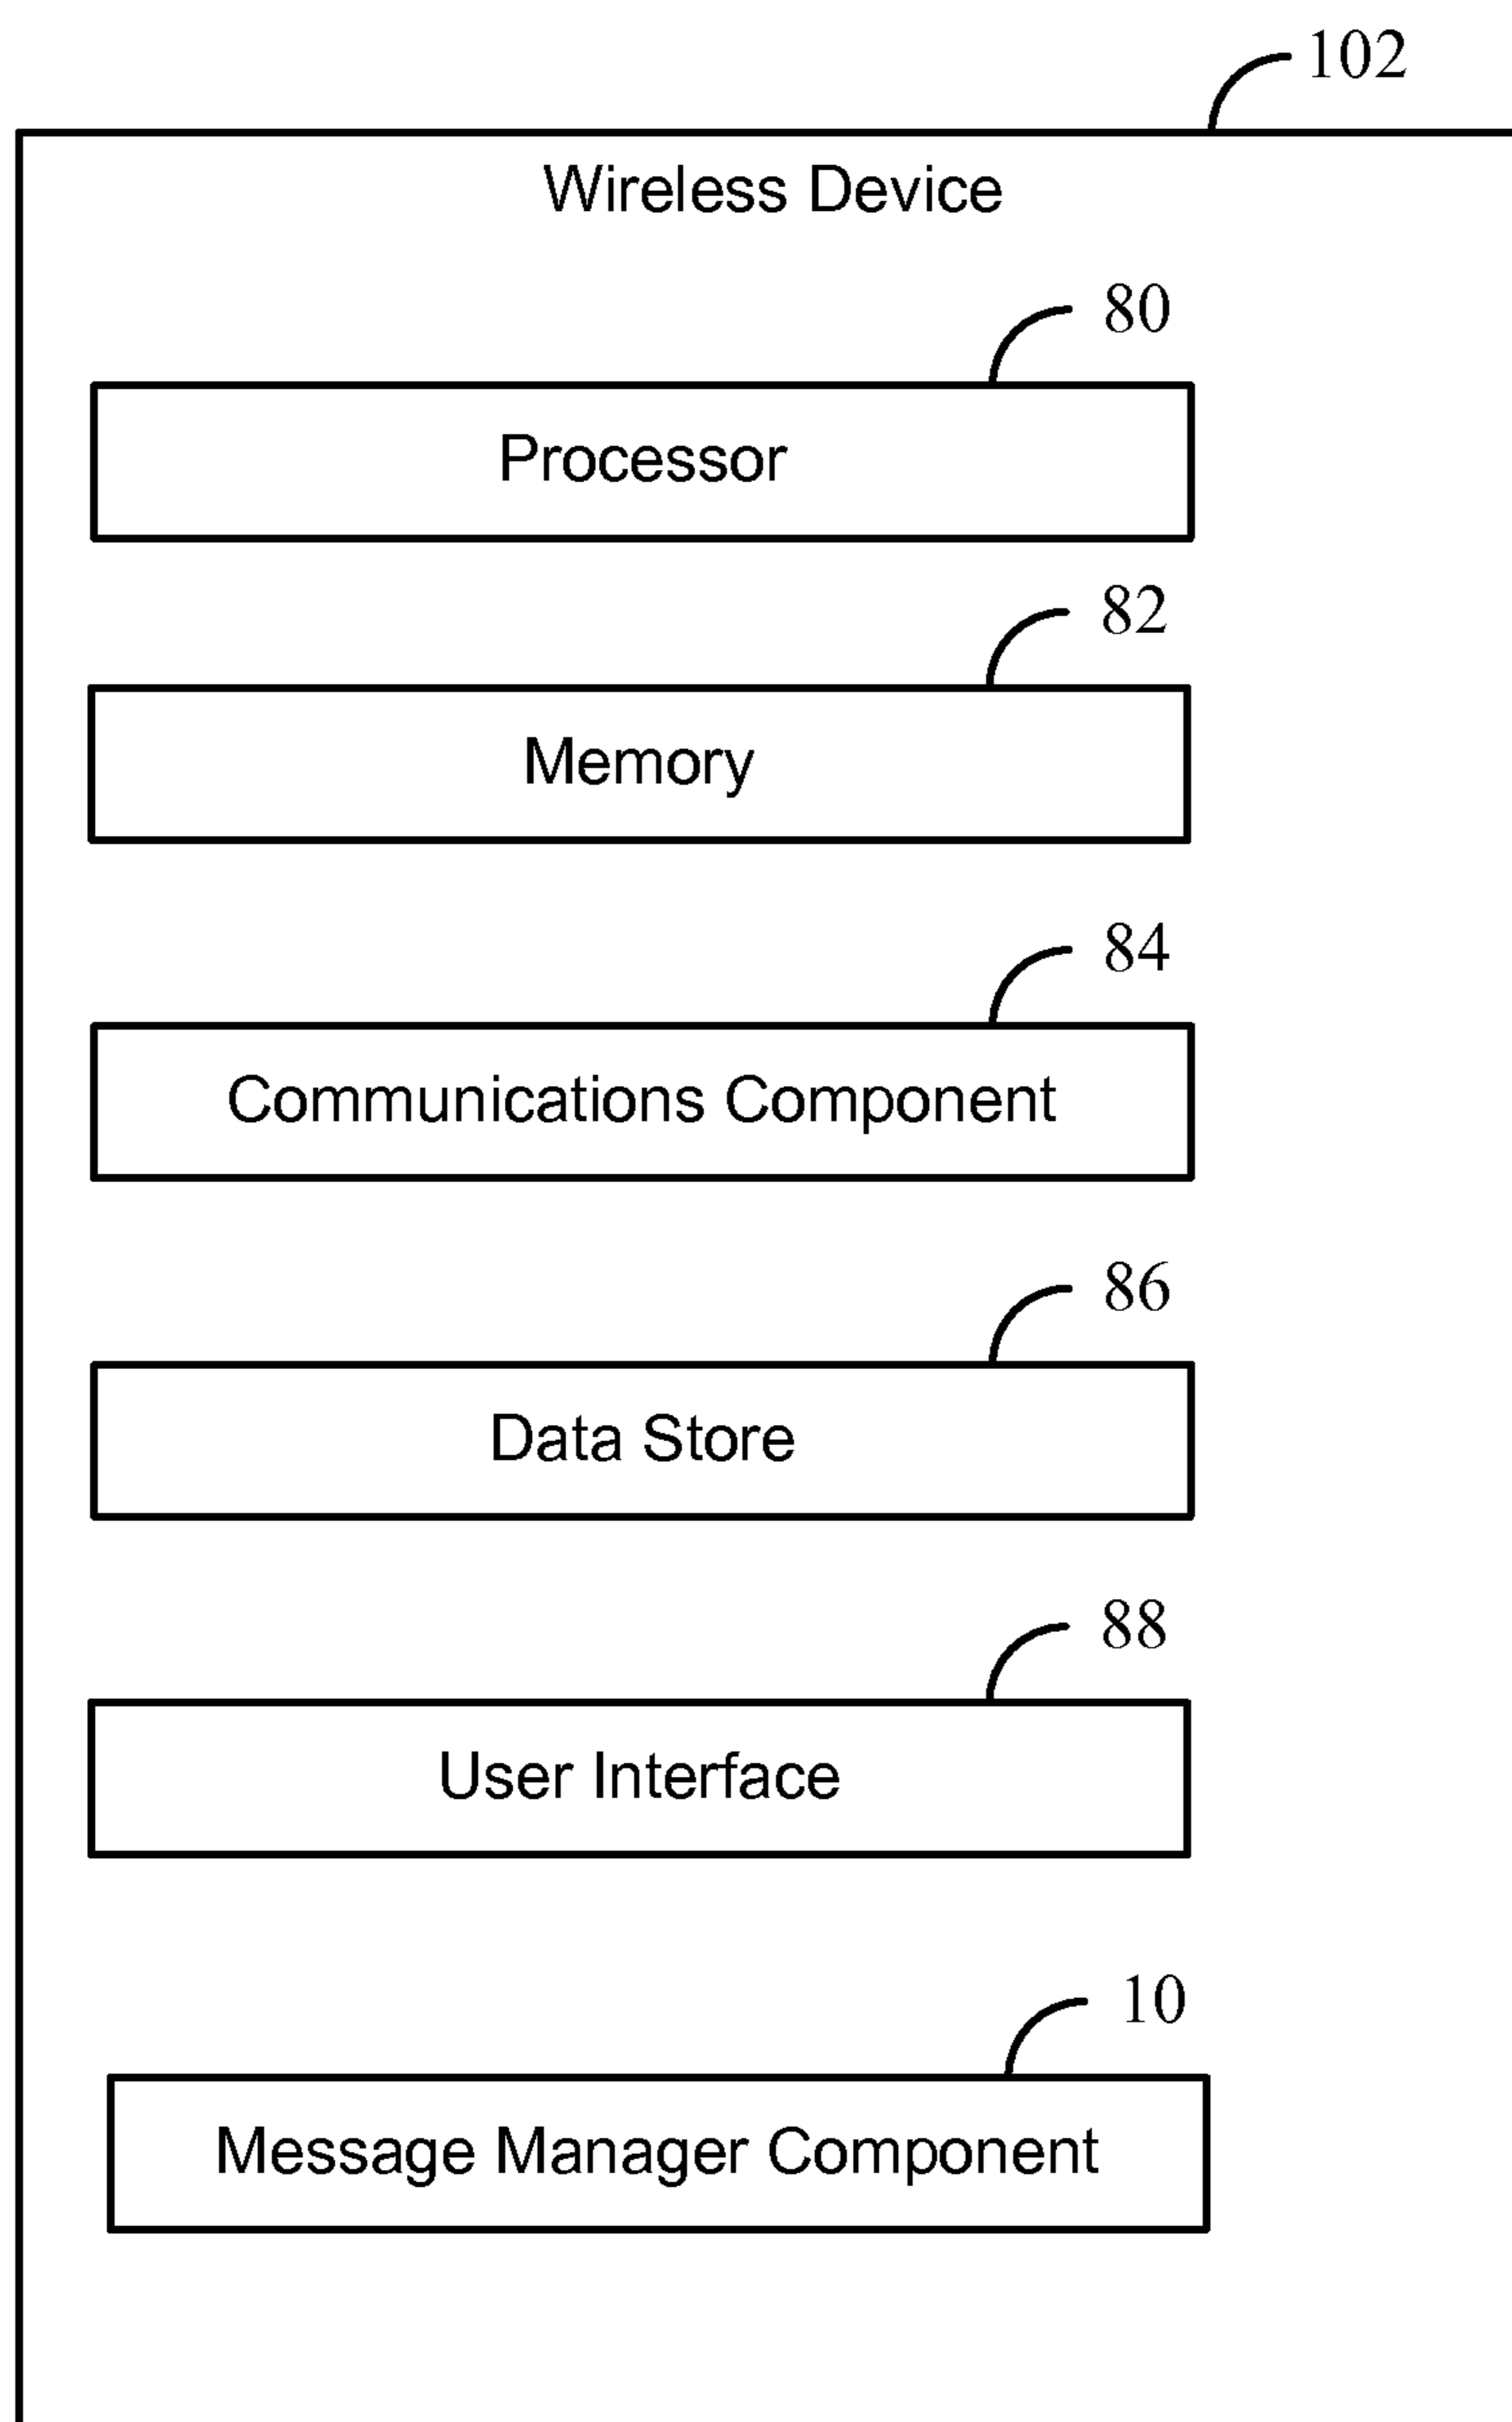 102
Wireless Device
80
Processor
82
Memory
84
Communications Component
86
Data Store
88
User Interface
10
Message Manager Component